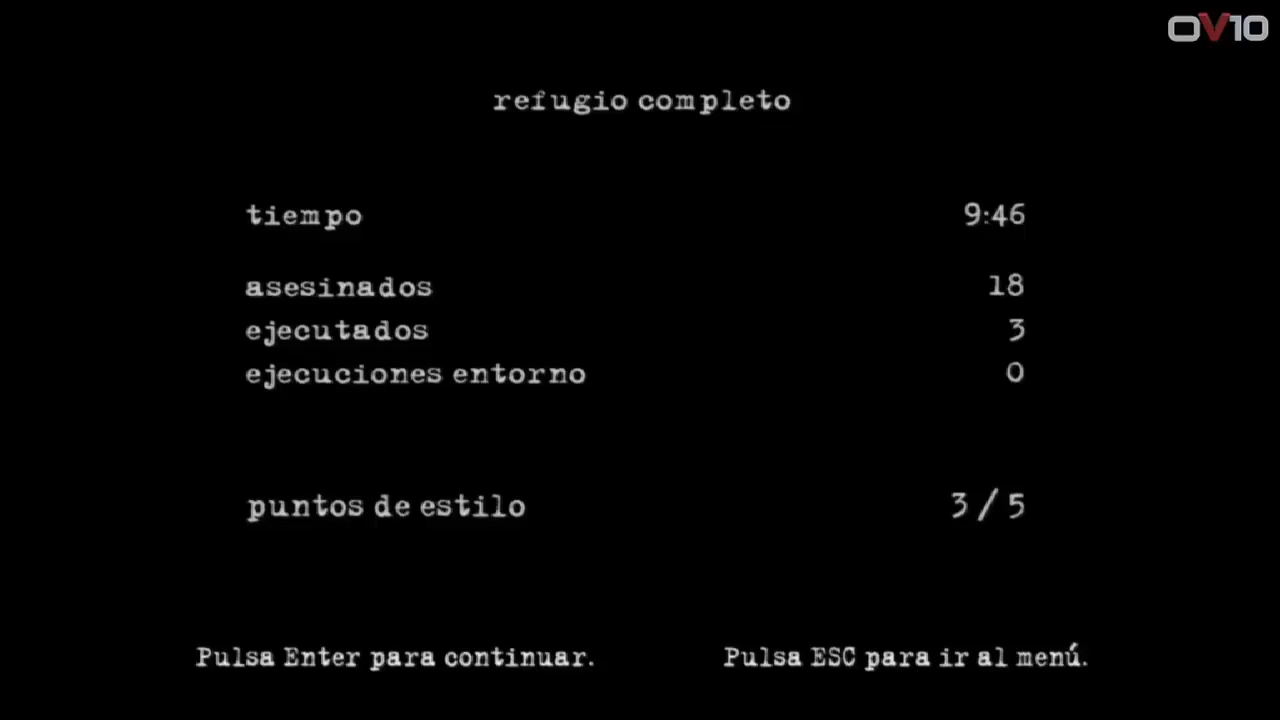 OV10
refugio completo
tiempo 9:46
asesinados 18
ejecutados 3
ejecuciones entorno 0
puntos de estilo 3 / 5
Pulsa Enter para continuar. Pulsa ESC para ir al menú.